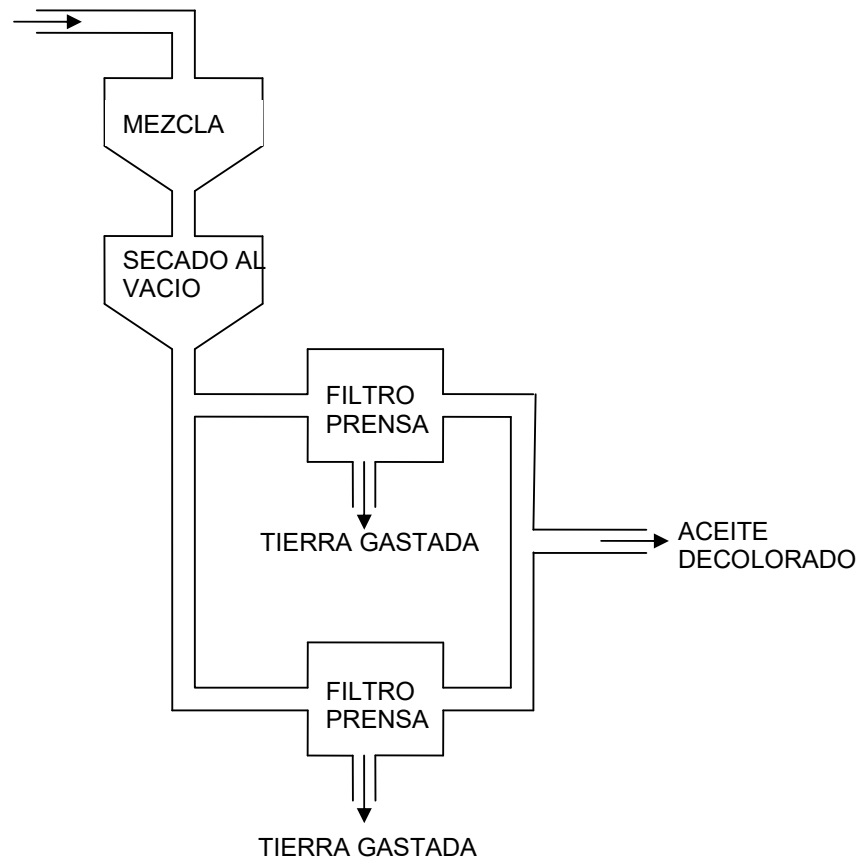 MEZCLA
SECADO AL
VACIO
FILTRO
PRENSA
TIERRA GASTADA
ACEITE
DECOLORADO
FILTRO
PRENSA
TIERRA GASTADA